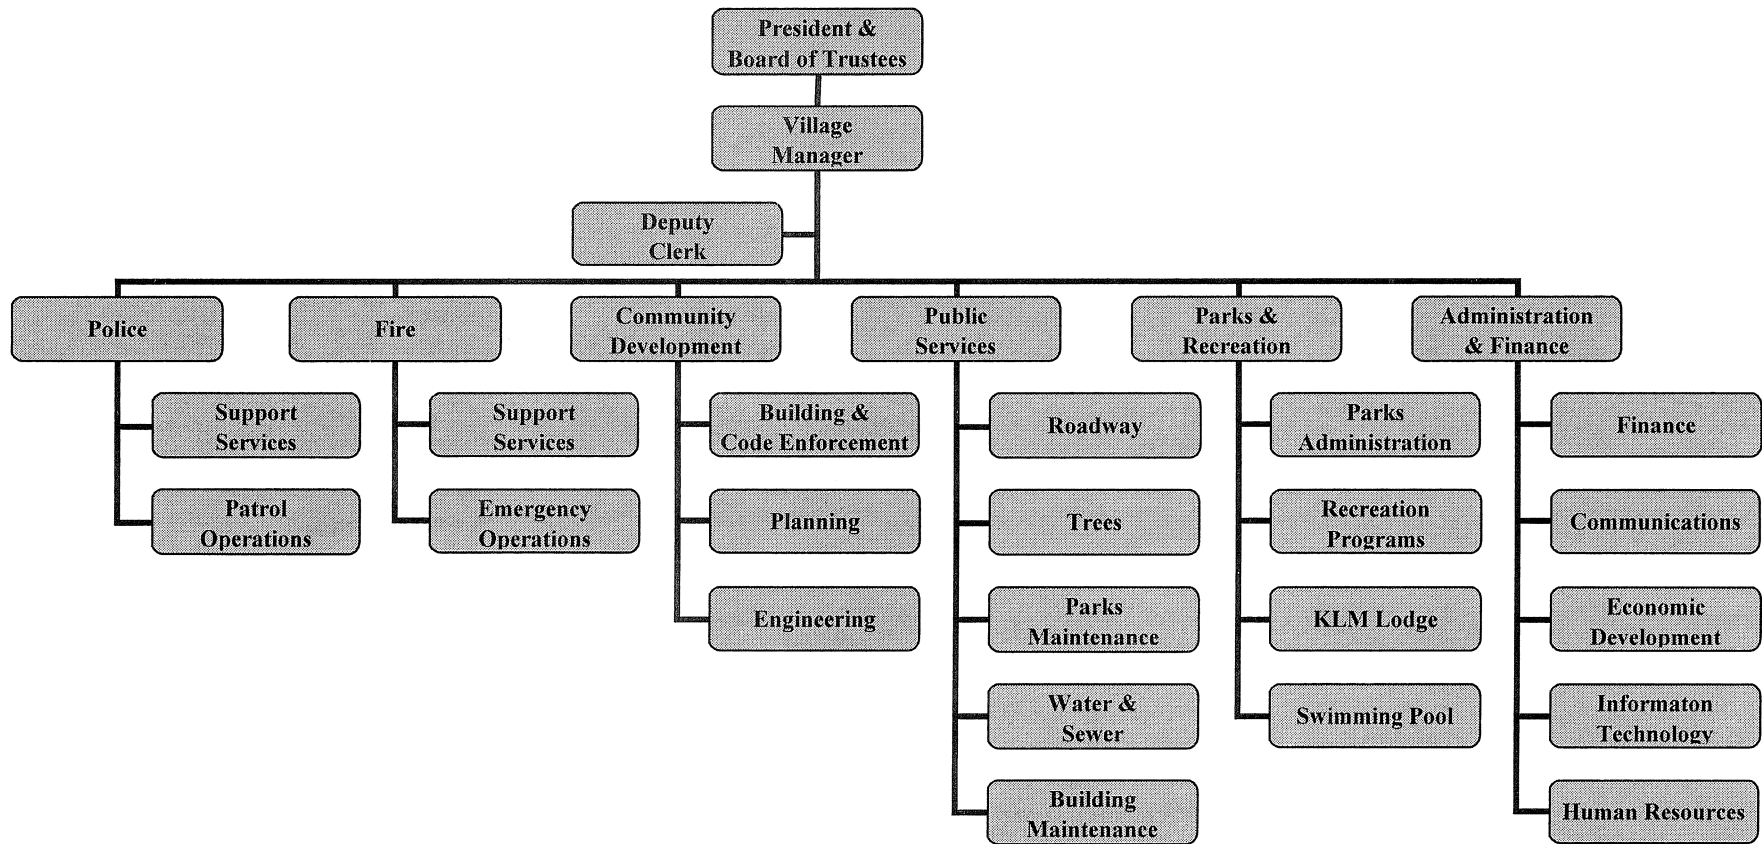 President &
Board of Trustees
Village
Manager
Deputy
Clerk
Police
Fire
Community
Development
Public
Services
Parks &
Recreation
Administration
& Finance
Support
Services
Patrol
Operations
Support
Services
Emergency
Operations
Building &
Code Enforcement
Planning
Engineering
Roadway
Trees
Parks
Maintenance
Water &
Sewer
Building
Maintenance
Parks
Administration
Recreation
Programs
KLM Lodge
Swimming Pool
Finance
Communications
Economic
Development
Informaton
Technology
Human Resources